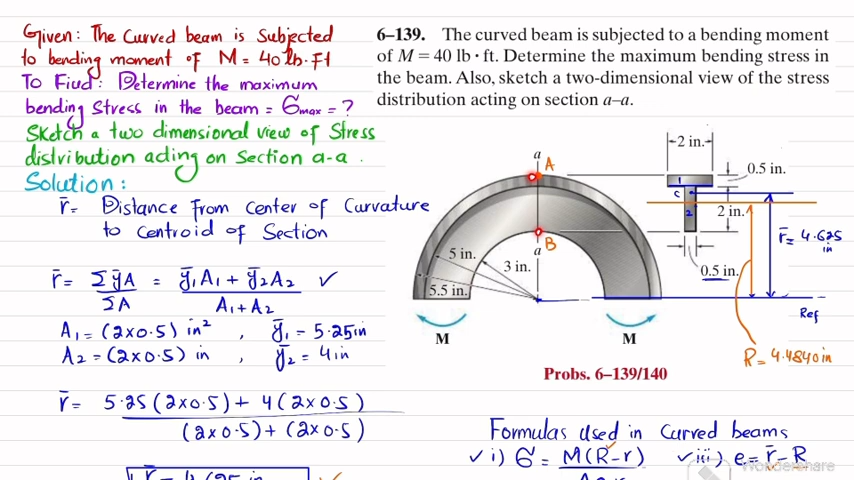 Given: The curved beam is Subjected
to bending moment of M = 40 lb.Ft
To Find: Determine the maximum
bending Stress in the beam = σmax = ?
Sketch a two dimensional view of Stress
distribution acting on Section a-a.
Solution:
r̄ = Distance from center of Curvature
to centroid of Section
r̄ = ΣȳA / ΣA = ȳ₁A₁ + ȳ₂A₂ / A₁ + A₂ ✓
A₁ = (2x0.5) in² , ȳ₁ = 5.25in
A₂ = (2x0.5) in , ȳ₂ = 4in
r̄ = 5.25(2x0.5) + 4(2x0.5)
(2x0.5) + (2x0.5)
6–139. The curved beam is subjected to a bending moment
of M = 40 lb · ft. Determine the maximum bending stress in
the beam. Also, sketch a two-dimensional view of the stress
distribution acting on section a–a.
a A
2 in.
0.5 in.
1
c
2
2 in.
r̄ = 4.625
in
B
a
5 in.
3 in.
5.5 in.
0.5 in.
Ref
M
M
R = 4.4840 in
Probs. 6–139/140
Formulas used in curved beams
✓ i) σ = M(R-r) ✓ iii) e = r̄ - R
Wondershare